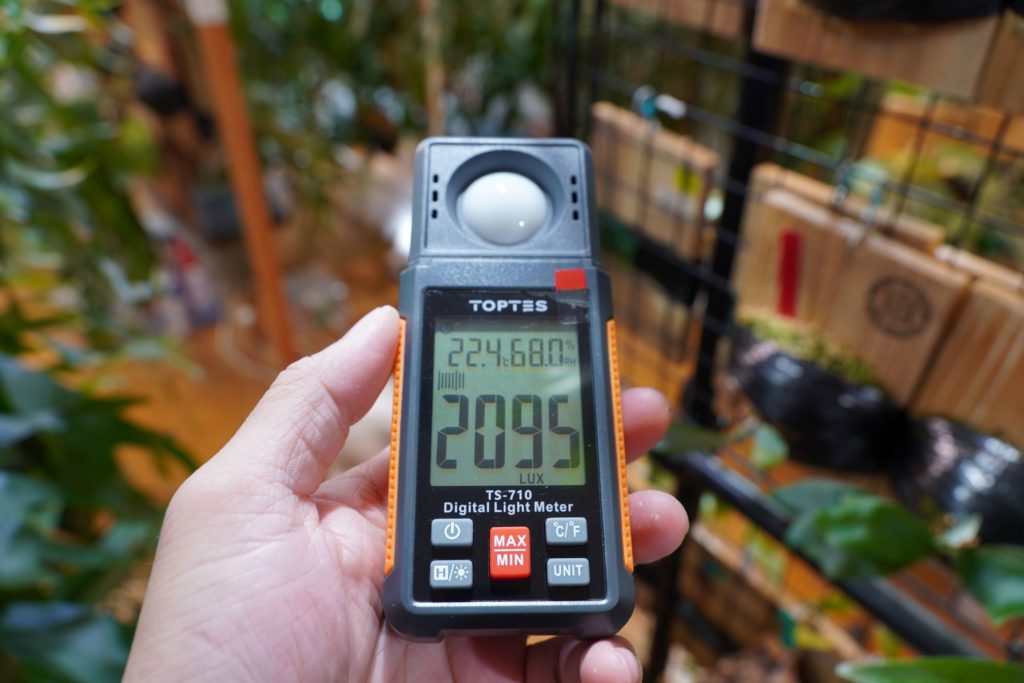 TOPTES
22.4°C 68.0%RH
2095
LUX
TS-710
Digital Light Meter
MAX
MIN
°C/°F
H/☀
UNIT